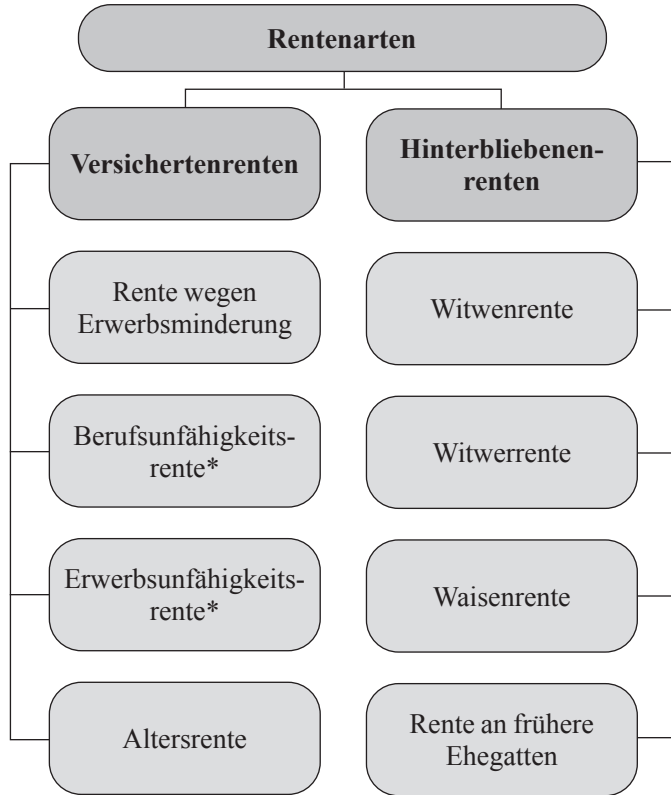 Rentenarten
Versichertenrenten
Hinterbliebenen-
renten
Rente wegen
Erwerbsminderung
Witwenrente
Berufsunfähigkeits-
rente*
Witwerrente
Erwerbsunfähigkeits-
rente*
Waisenrente
Altersrente
Rente an frühere
Ehegatten